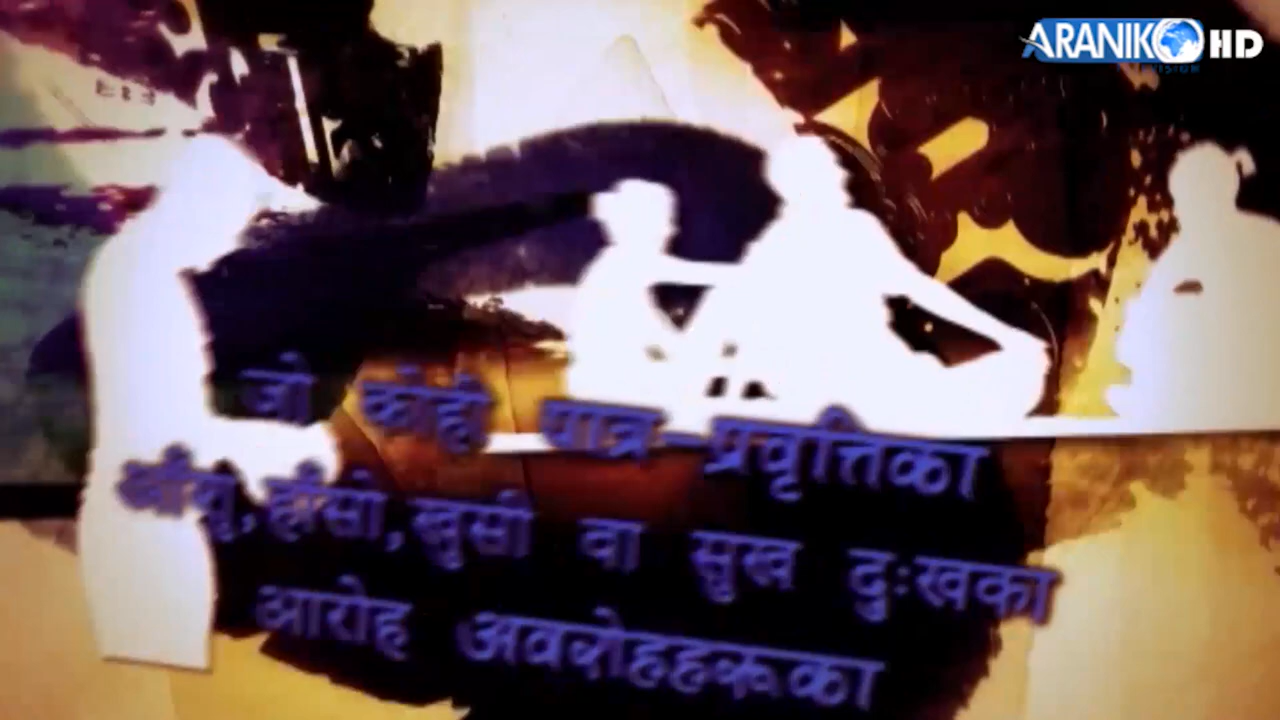 ARANIKO HD
जो कोही पात्र-प्रवृत्तिका
आँसु,हाँसो,खुसी वा सुख दुःखका
आरोह अवरोहहरूका